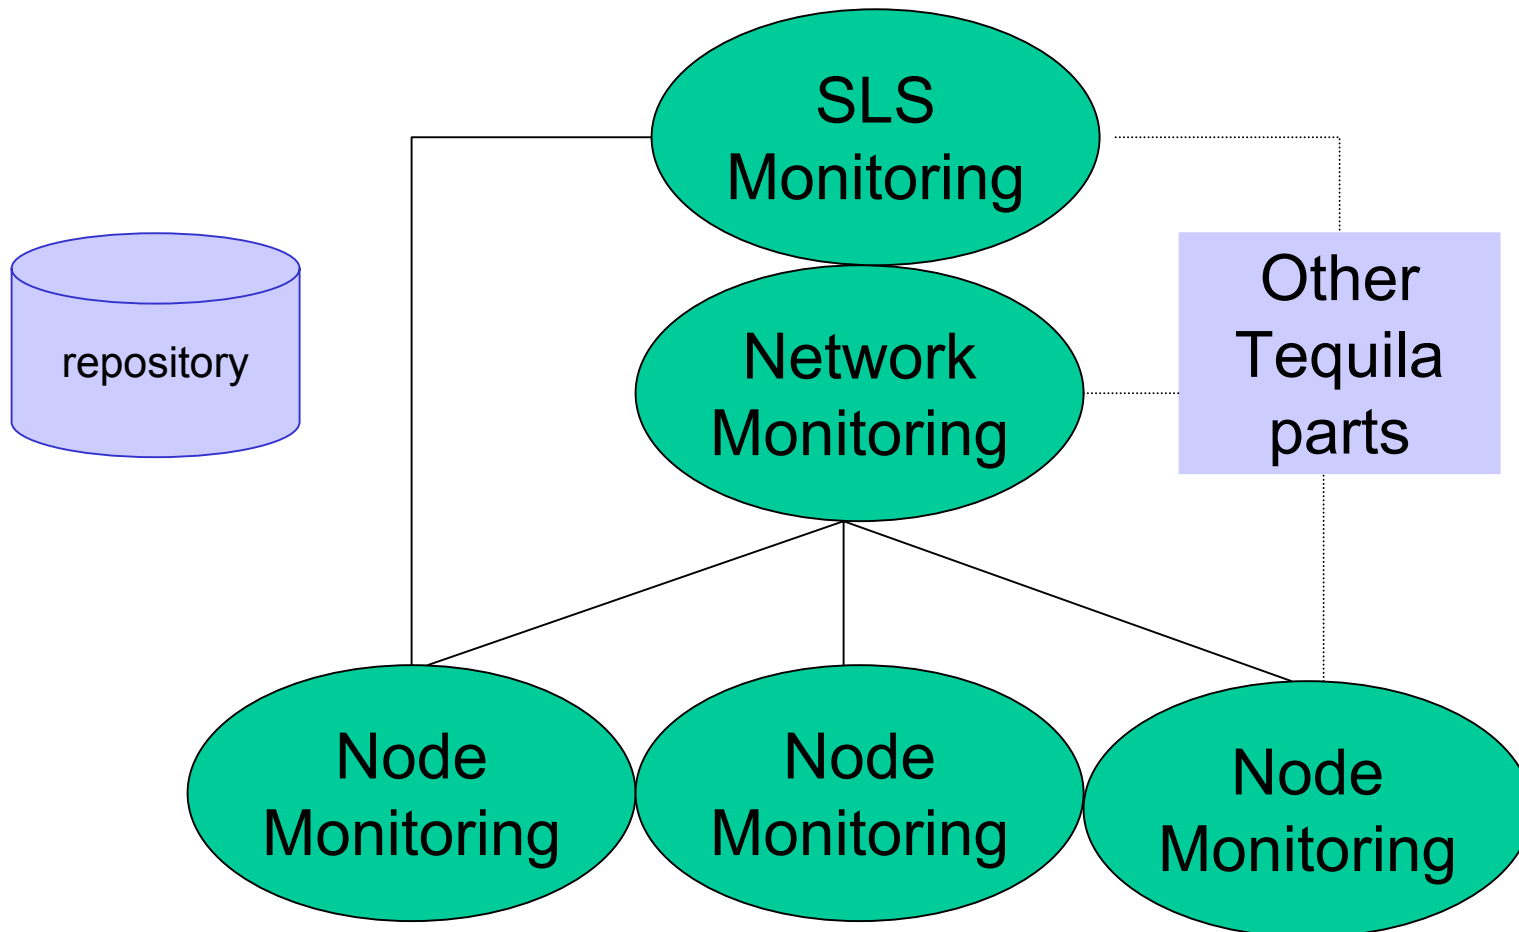 SLS
Monitoring
repository
Network
Monitoring
Other
Tequila
parts
Node
Monitoring
Node
Monitoring
Node
Monitoring